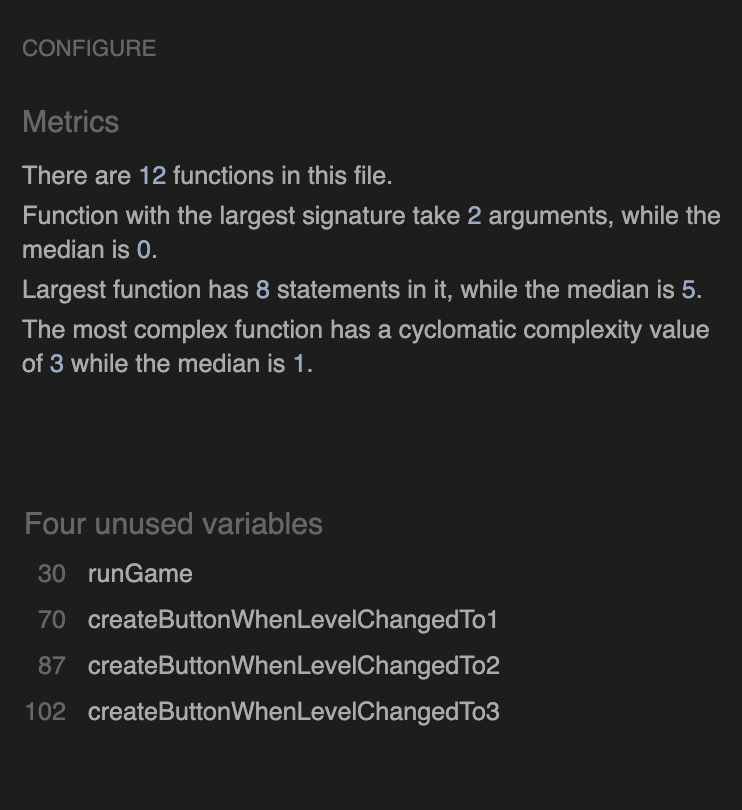 CONFIGURE
Metrics
There are 12 functions in this file.
Function with the largest signature take 2 arguments, while the
median is 0.
Largest function has 8 statements in it, while the median is 5.
The most complex function has a cyclomatic complexity value
of 3 while the median is 1.
Four unused variables
30 runGame
70 createButtonWhenLevelChangedTo1
87 createButtonWhenLevelChangedTo2
102 createButtonWhenLevelChangedTo3